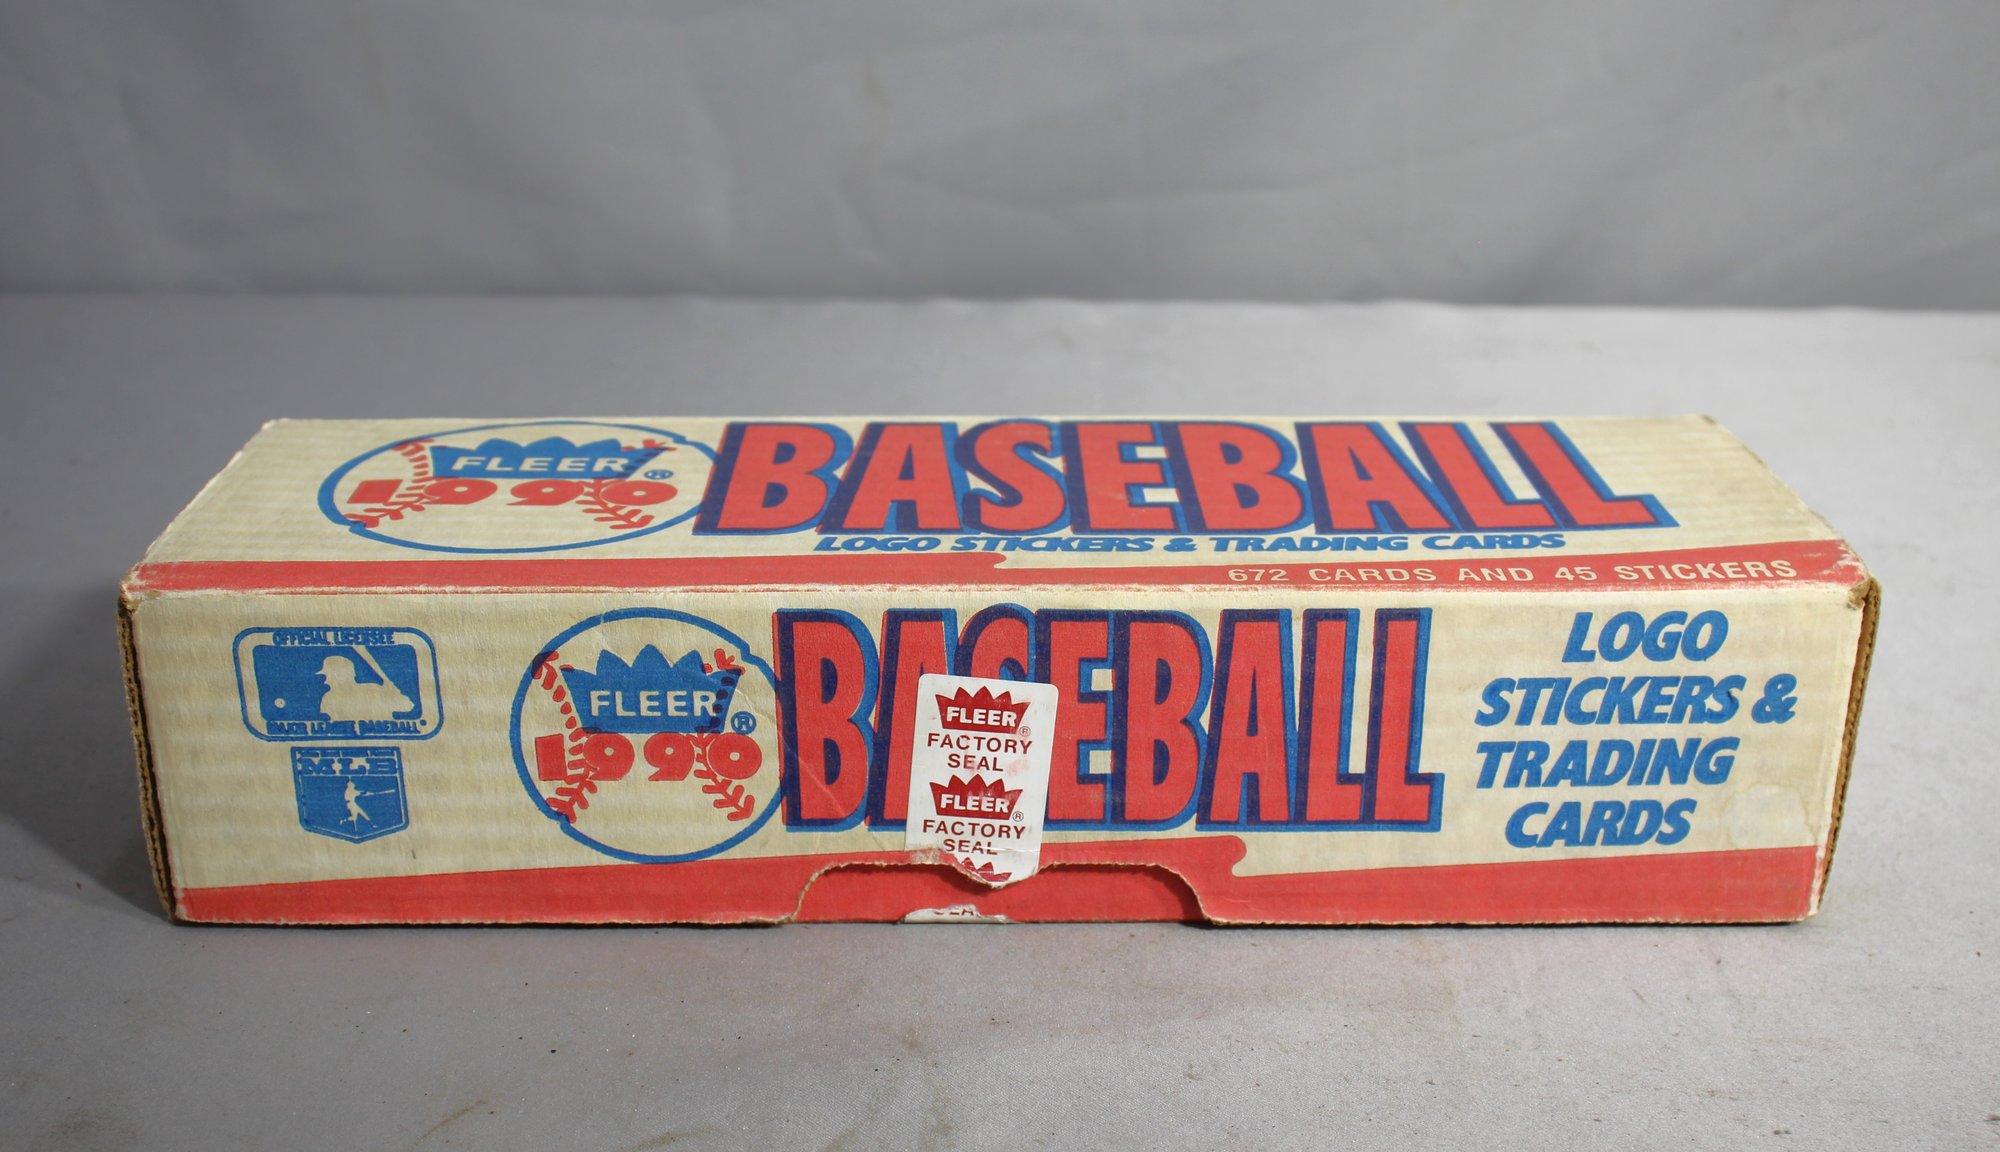 FLEER®
1990
BASEBALL
LOGO STICKERS & TRADING CARDS
672 CARDS AND 45 STICKERS
OFFICIAL LICENSEE
MAJOR LEAGUE BASEBALL®
MLB
FLEER®
1990
BASEBALL
LOGO
STICKERS &
TRADING
CARDS
FLEER®
FACTORY
SEAL
FLEER®
FACTORY
SEAL